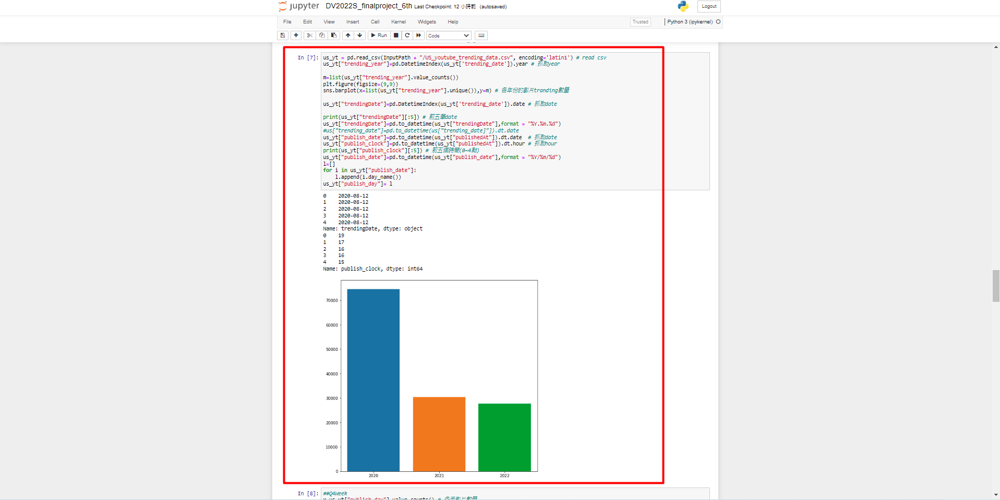 jupyter DV2022S_finalproject_6th Last Checkpoint: 12 小時前 (autosaved) Logout
File Edit View Insert Cell Kernel Widgets Help Trusted Python 3 (ipykernel)
Run Code
In [7]: us_yt = pd.read_csv(InputPath + "/US_youtube_trending_data.csv", encoding='latin1') # read csv
us_yt["trending_year"]=pd.DatetimeIndex(us_yt['trending_date']).year # 抓取year
m=list(us_yt["trending_year"].value_counts())
plt.figure(figsize=(9,9))
sns.barplot(x=list(us_yt["trending_year"].unique()),y=m) # 各年份的影片tranding數量
us_yt["trendingDate"]=pd.DatetimeIndex(us_yt['trending_date']).date # 抓取date
print(us_yt["trendingDate"][:5]) # 前五筆date
us_yt["trendingDate"]=pd.to_datetime(us_yt["trendingDate"],format = "%Y.%m.%d")
#us["trending_date"]=pd.to_datetime(us["trending_date]"]).dt.date
us_yt["publish_date"]=pd.to_datetime(us_yt["publishedAt"]).dt.date # 抓取date
us_yt["publish_clock"]=pd.to_datetime(us_yt["publishedAt"]).dt.hour # 抓取hour
print(us_yt["publish_clock"][:5]) # 前五個時間(0~4點)
us_yt["publish_date"]=pd.to_datetime(us_yt["publish_date"],format = "%Y/%m/%d")
l=[]
for i in us_yt["publish_date"]:
l.append(i.day_name())
us_yt["publish_day"]= l
0 2020-08-12
1 2020-08-12
2 2020-08-12
3 2020-08-12
4 2020-08-12
Name: trendingDate, dtype: object
0 19
1 17
2 16
3 16
4 15
Name: publish_clock, dtype: int64
70000
60000
50000
40000
30000
20000
10000
0
2020 2021 2022
In [8]: ##Q4Week
x=us_yt["publish_day"].value_counts() # 各天影片數量